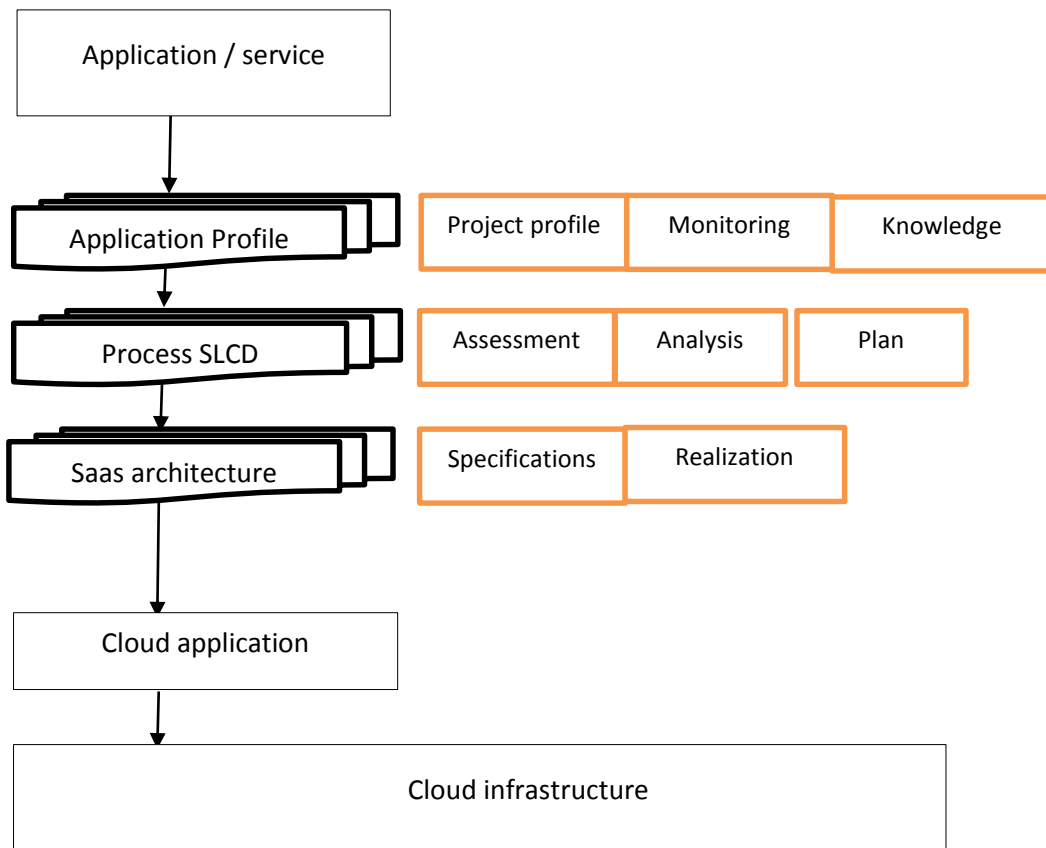 Application / service
Application Profile
Project profile
Monitoring
Knowledge
Process SLCD
Assessment
Analysis
Plan
Saas architecture
Specifications
Realization
Cloud application
Cloud infrastructure